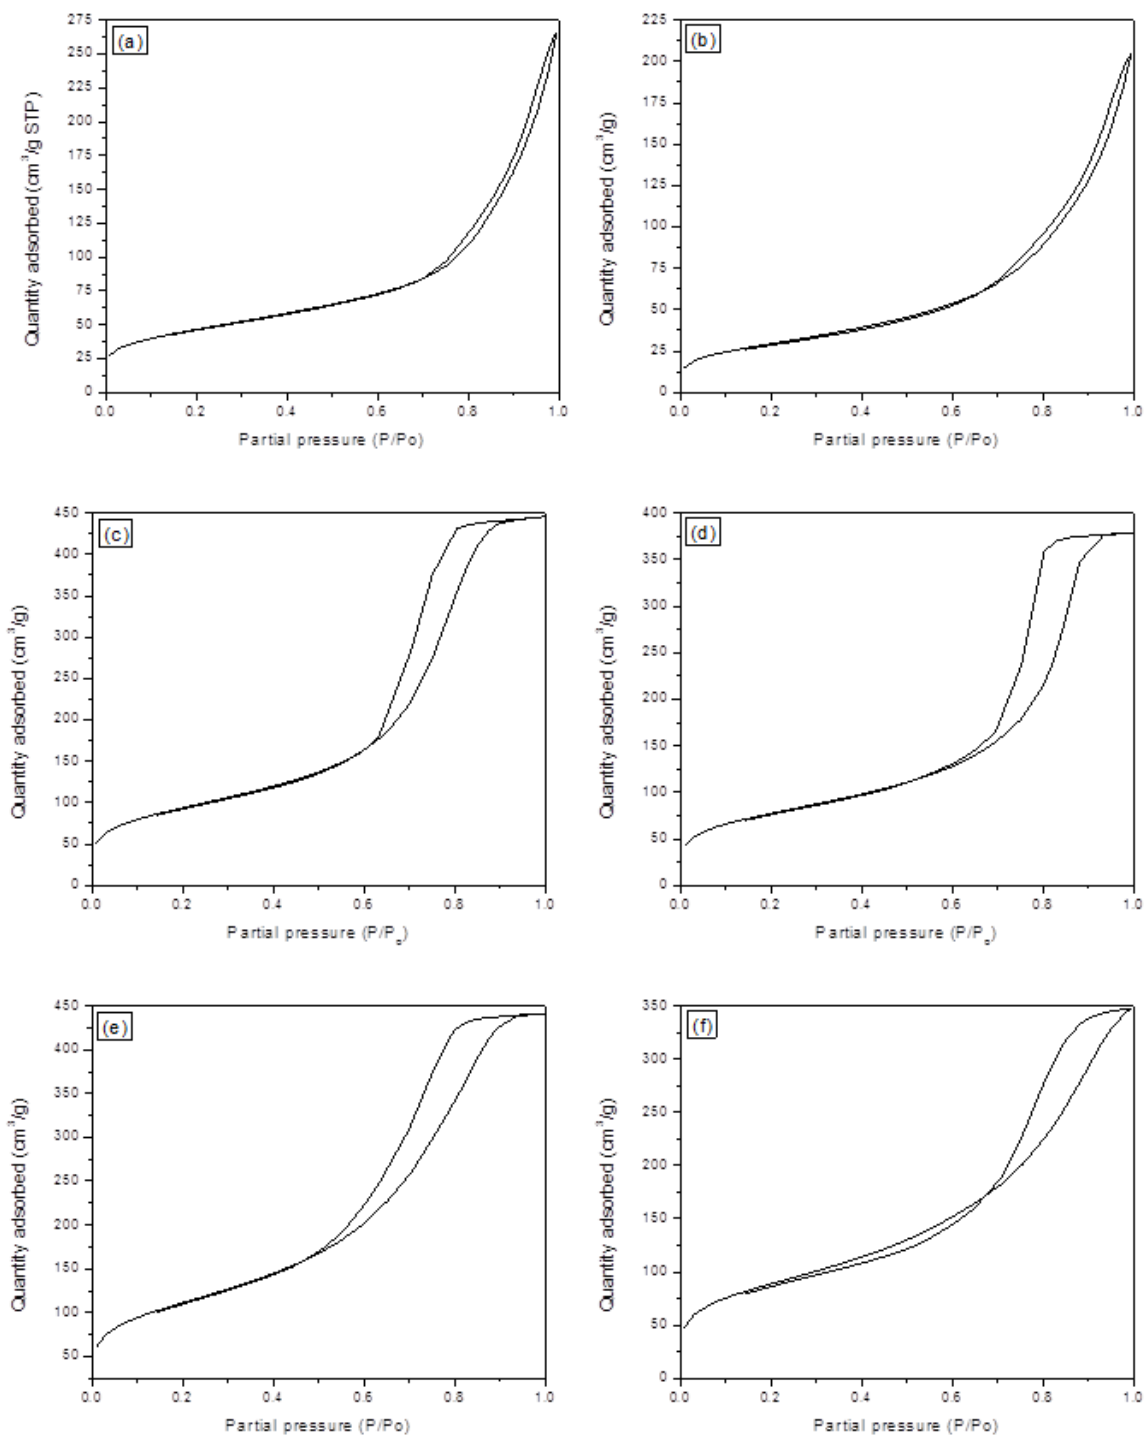 (a)
Quantity adsorbed (cm³/g STP)
275
250
225
200
175
150
125
100
75
50
25
0
0.0 0.2 0.4 0.6 0.8 1.0
Partial pressure (P/Po)
(b)
Quantity adsorbed (cm³/g)
225
200
175
150
125
100
75
50
25
0
0.0 0.2 0.4 0.6 0.8 1.0
Partial pressure (P/Po)
(c)
Quantity adsorbed (cm³/g)
450
400
350
300
250
200
150
100
50
0
0.0 0.2 0.4 0.6 0.8 1.0
Partial pressure (P/P₀)
(d)
Quantity adsorbed (cm³/g)
400
350
300
250
200
150
100
50
0
0.0 0.2 0.4 0.6 0.8 1.0
Partial pressure (P/P₀)
(e)
Quantity adsorbed (cm³/g)
450
400
350
300
250
200
150
100
50
0.0 0.2 0.4 0.6 0.8 1.0
Partial pressure (P/Po)
(f)
Quantity adsorbed (cm³/g)
350
300
250
200
150
100
50
0
0.0 0.2 0.4 0.6 0.8 1.0
Partial pressure (P/Po)